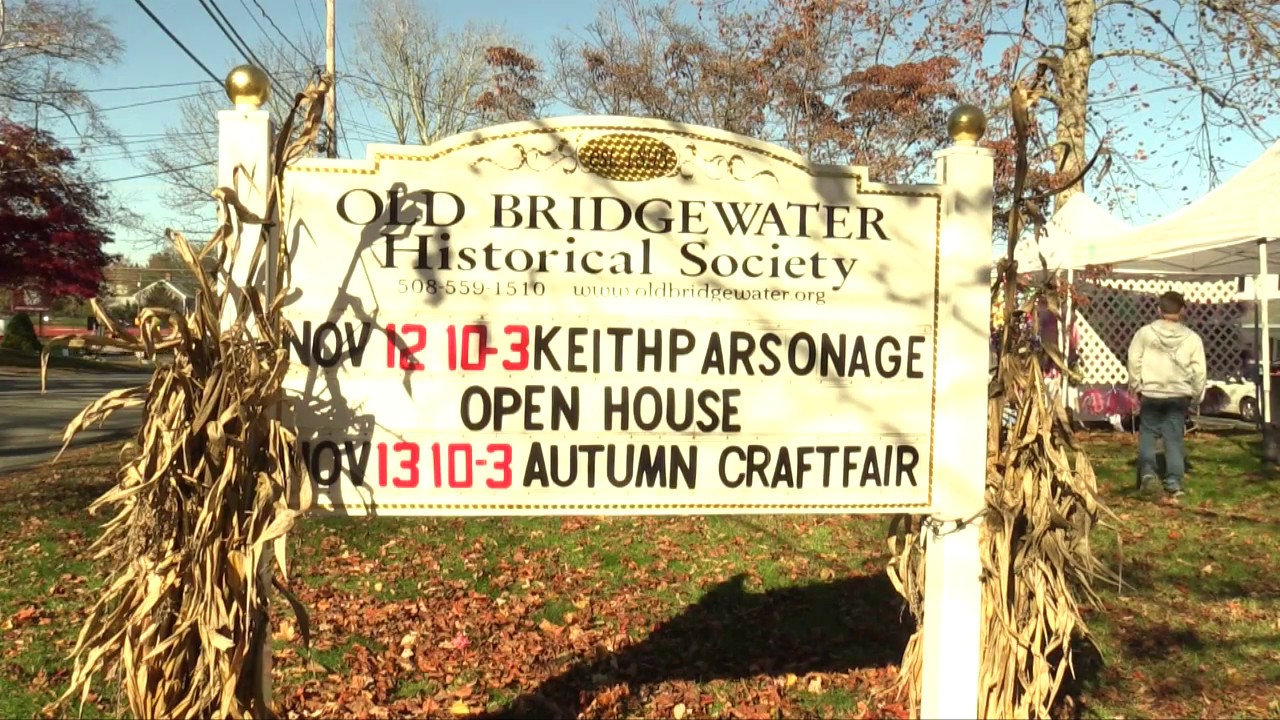 OLD BRIDGEWATER
Historical Society
508-559-1510 www.oldbridgewater.org
NOV 12 10-3 KEITH PARSONAGE
OPEN HOUSE
NOV 13 10-3 AUTUMN CRAFT FAIR